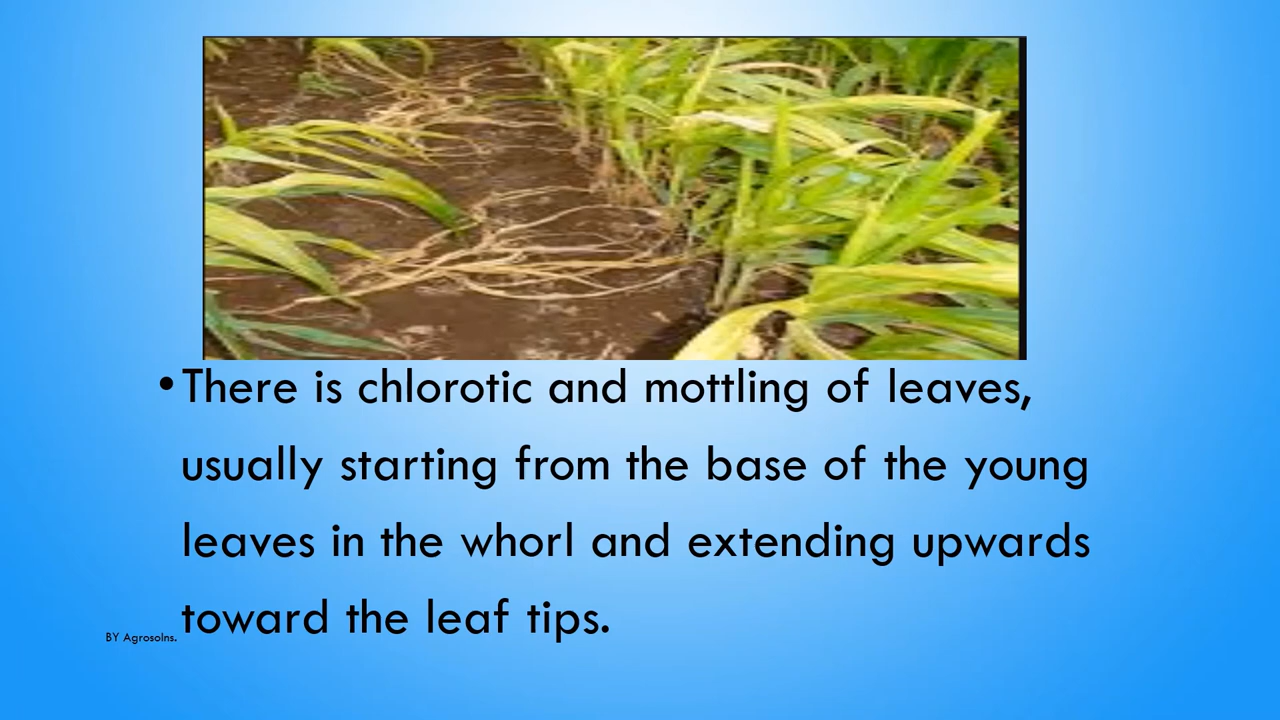 •There is chlorotic and mottling of leaves,
usually starting from the base of the young
leaves in the whorl and extending upwards
toward the leaf tips.
BY Agrosolns.